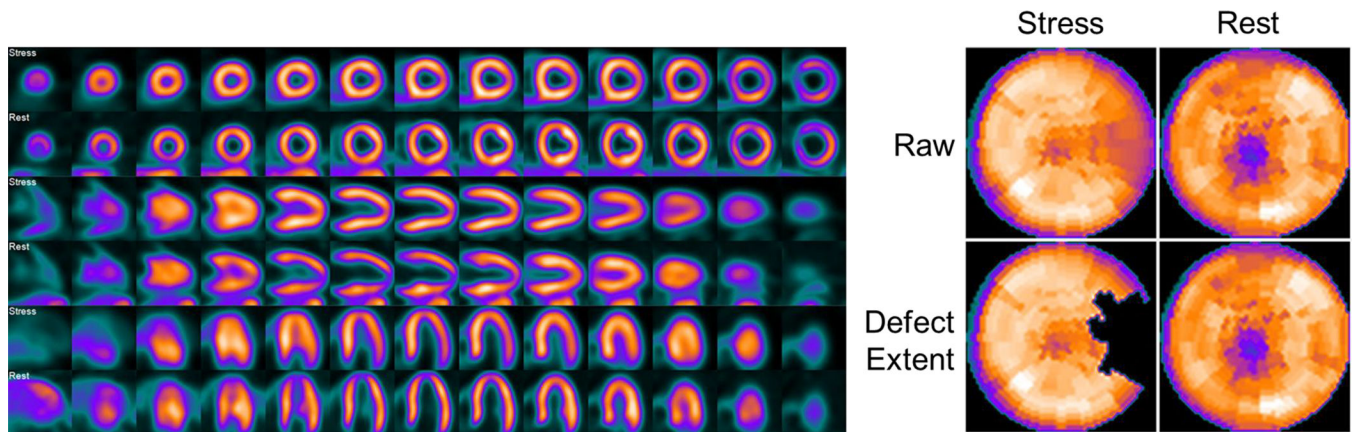 Stress
Rest
Stress
Rest
Stress
Rest
Stress Rest
Raw
Defect
Extent